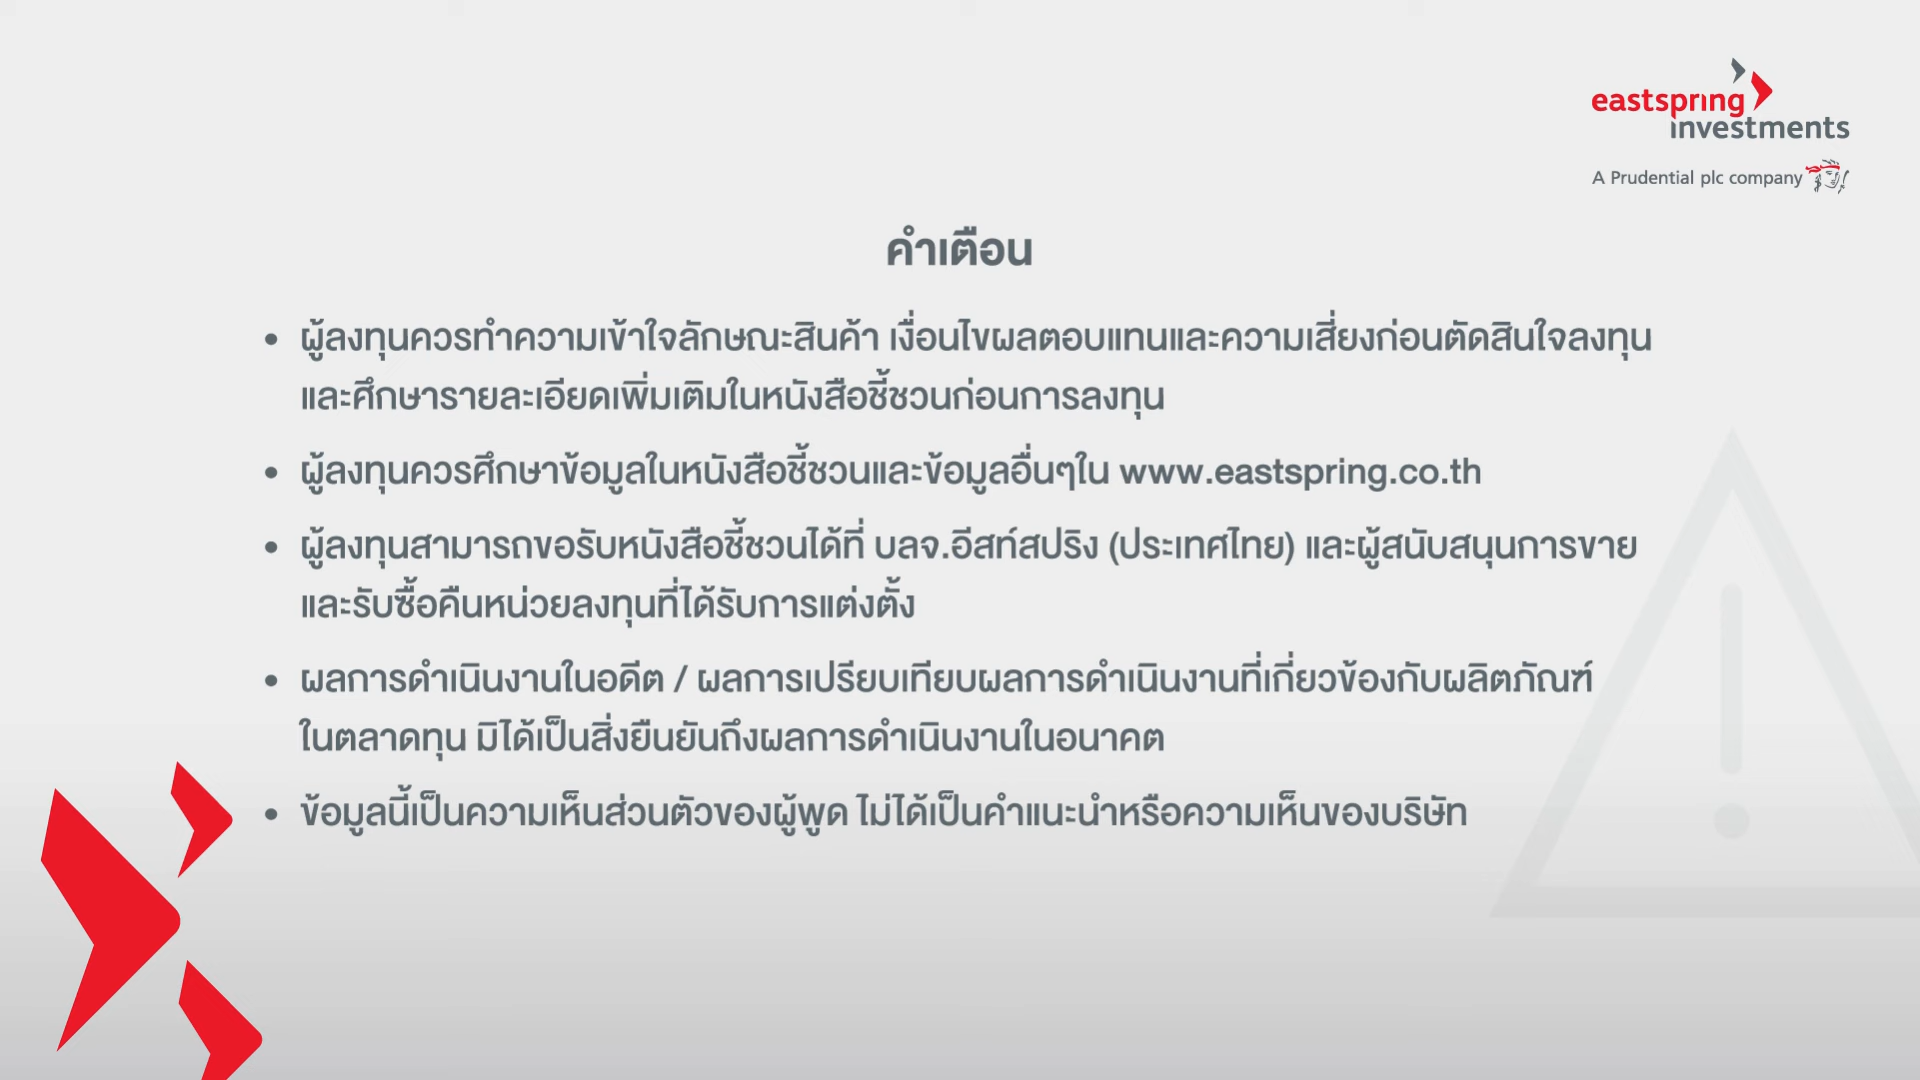 eastspring
investments
A Prudential plc company
คำเตือน
• ผู้ลงทุนควรทำความเข้าใจลักษณะสินค้า เงื่อนไขผลตอบแทนและความเสี่ยงก่อนตัดสินใจลงทุน
และศึกษารายละเอียดเพิ่มเติมในหนังสือชี้ชวนก่อนการลงทุน
• ผู้ลงทุนควรศึกษาข้อมูลในหนังสือชี้ชวนและข้อมูลอื่นๆใน www.eastspring.co.th
• ผู้ลงทุนสามารถขอรับหนังสือชี้ชวนได้ที่ บลจ.อีสท์สปริง (ประเทศไทย) และผู้สนับสนุนการขาย
และรับซื้อคืนหน่วยลงทุนที่ได้รับการแต่งตั้ง
• ผลการดำเนินงานในอดีต / ผลการเปรียบเทียบผลการดำเนินงานที่เกี่ยวข้องกับผลิตภัณฑ์
ในตลาดทุน มิได้เป็นสิ่งยืนยันถึงผลการดำเนินงานในอนาคต
• ข้อมูลนี้เป็นความเห็นส่วนตัวของผู้พูด ไม่ได้เป็นคำแนะนำหรือความเห็นของบริษัท